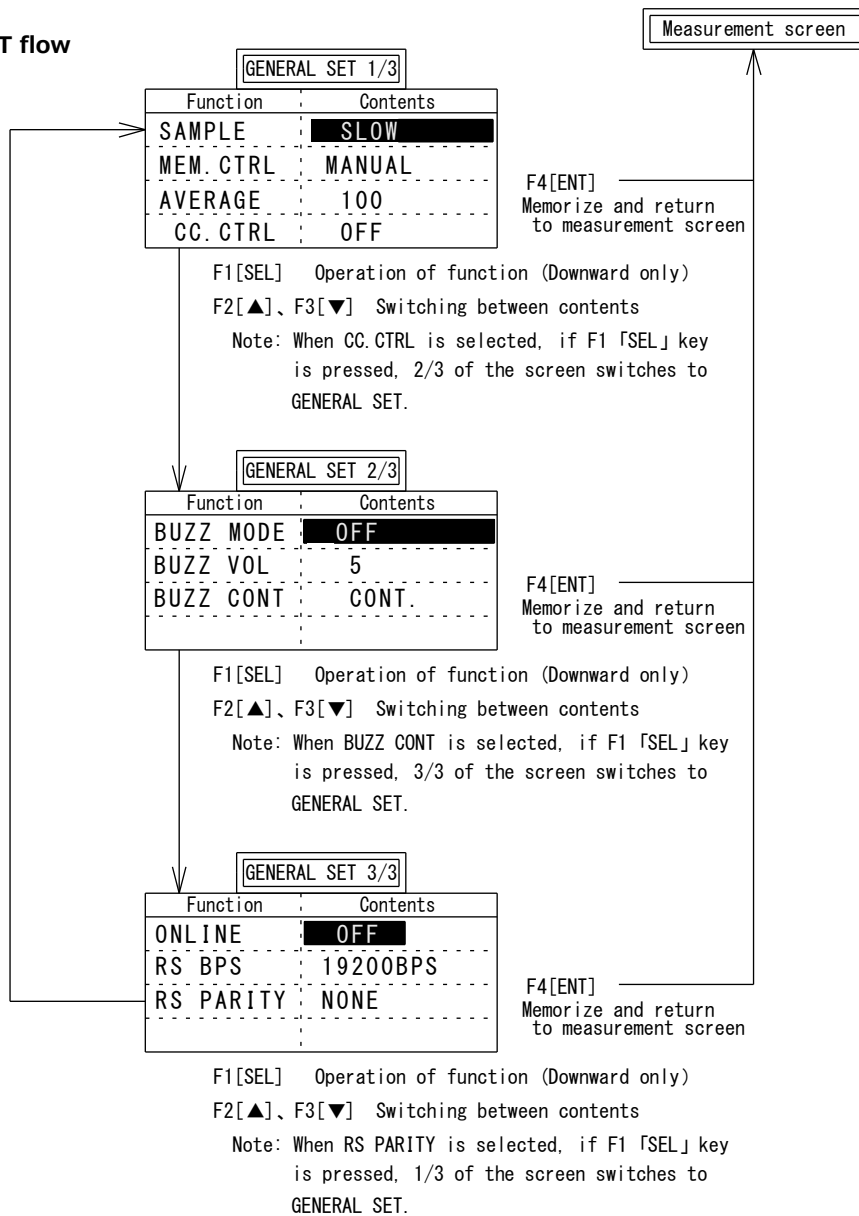 Measurement screen
T flow
GENERAL SET 1/3
Function Contents
SAMPLE SLOW
MEM.CTRL MANUAL
AVERAGE 100
CC.CTRL OFF
F4[ENT]
Memorize and return
to measurement screen
F1[SEL] Operation of function (Downward only)
F2[▲]、F3[▼] Switching between contents
Note: When CC.CTRL is selected, if F1 「SEL」 key
is pressed, 2/3 of the screen switches to
GENERAL SET.
GENERAL SET 2/3
Function Contents
BUZZ MODE OFF
BUZZ VOL 5
BUZZ CONT CONT.
F4[ENT]
Memorize and return
to measurement screen
F1[SEL] Operation of function (Downward only)
F2[▲]、F3[▼] Switching between contents
Note: When BUZZ CONT is selected, if F1 「SEL」 key
is pressed, 3/3 of the screen switches to
GENERAL SET.
GENERAL SET 3/3
Function Contents
ONLINE OFF
RS BPS 19200BPS
RS PARITY NONE
F4[ENT]
Memorize and return
to measurement screen
F1[SEL] Operation of function (Downward only)
F2[▲]、F3[▼] Switching between contents
Note: When RS PARITY is selected, if F1 「SEL」 key
is pressed, 1/3 of the screen switches to
GENERAL SET.